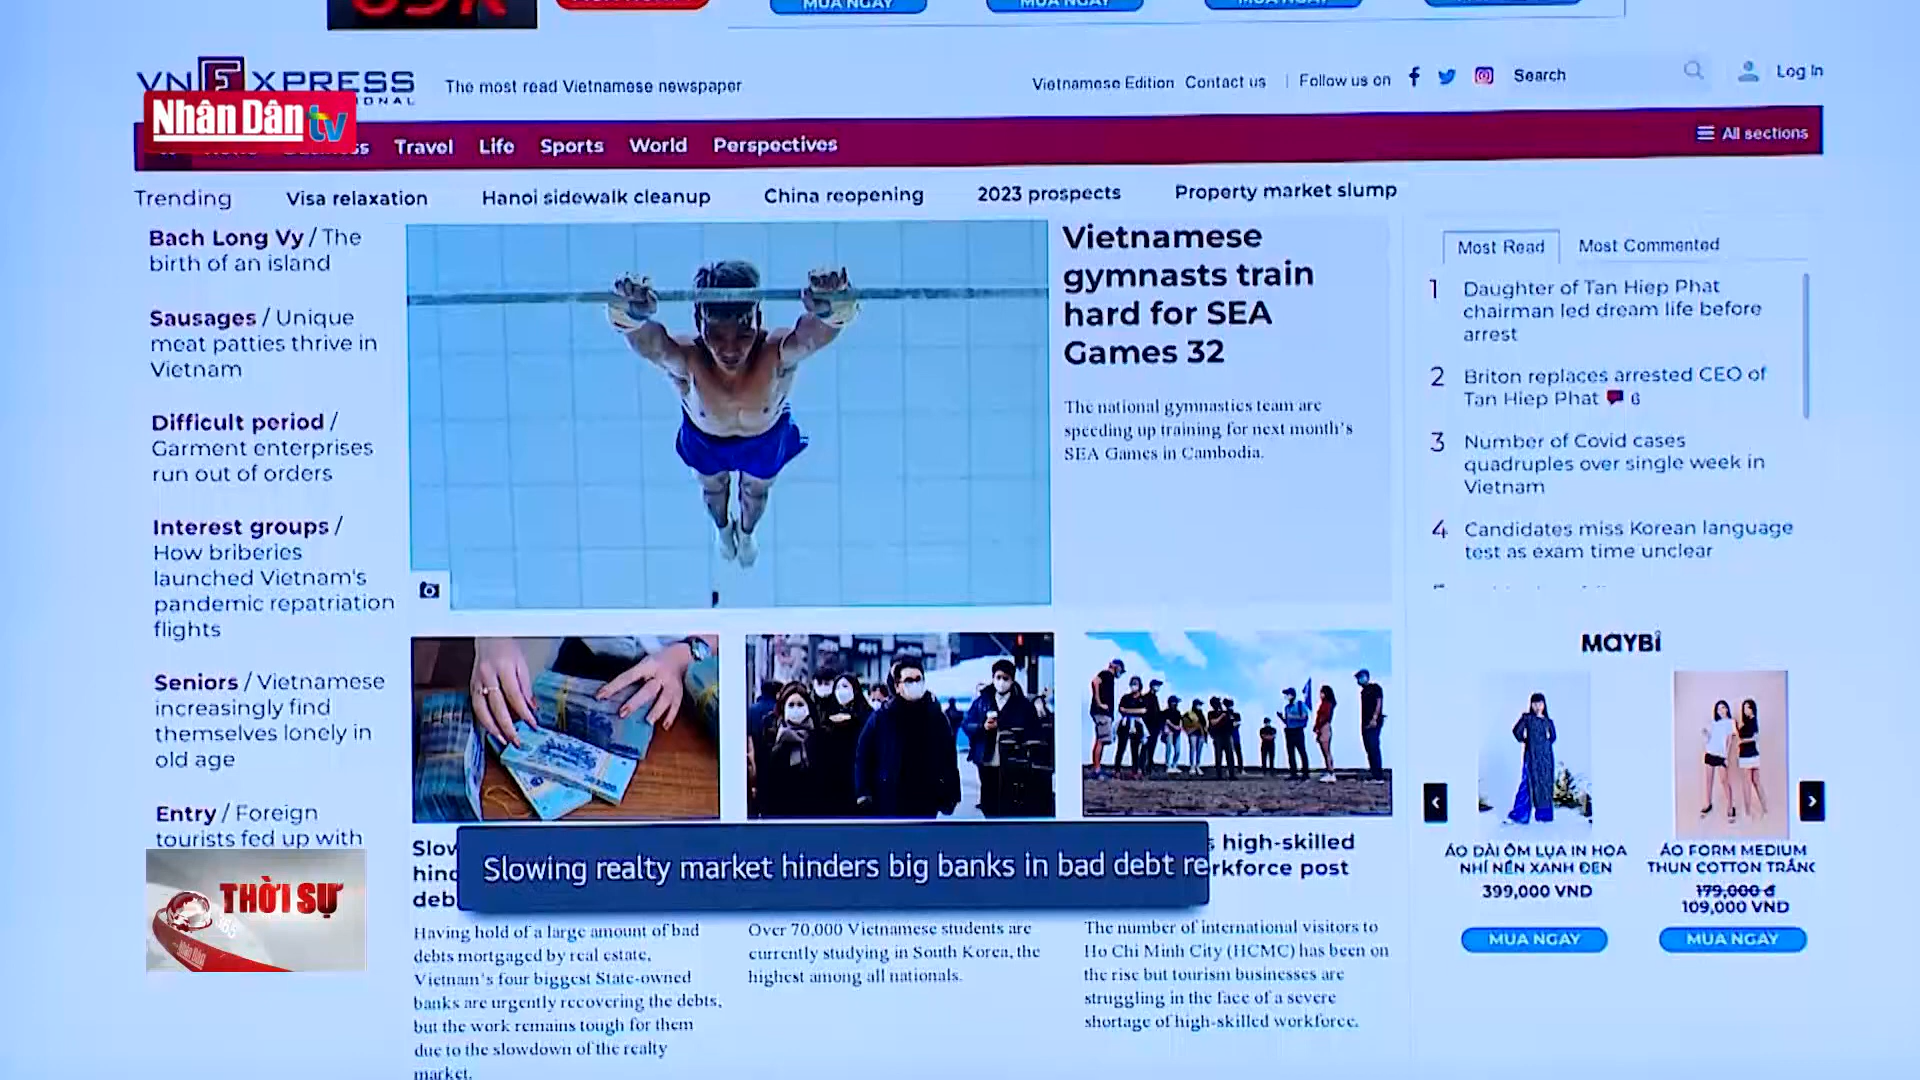 MUA NGAY
MUA NGAY
MUA NGAY
MUA NGAY
VNEXPRESS
The most read Vietnamese newspaper
Vietnamese Edition Contact us | Follow us on Search Log In
Nhân Dân tv
Travel Life Sports World Perspectives All sections
Trending Visa relaxation Hanoi sidewalk cleanup China reopening 2023 prospects Property market slump
Bach Long Vy / The
birth of an island
Sausages / Unique
meat patties thrive in
Vietnam
Difficult period /
Garment enterprises
run out of orders
Interest groups /
How briberies
launched Vietnam's
pandemic repatriation
flights
Seniors / Vietnamese
increasingly find
themselves lonely in
old age
Entry / Foreign
tourists fed up with
THỜI SỰ
Nhân Dân
365
Vietnamese
gymnasts train
hard for SEA
Games 32
The national gymnastics team are
speeding up training for next month's
SEA Games in Cambodia.
Slowing realty market hinders big banks in bad debt re
Having hold of a large amount of bad
debts mortgaged by real estate,
Vietnam's four biggest State-owned
banks are urgently recovering the debts,
but the work remains tough for them
due to the slowdown of the realty
market.
Over 70,000 Vietnamese students are
currently studying in South Korea, the
highest among all nationals.
high-skilled
rkforce post
The number of international visitors to
Ho Chi Minh City (HCMC) has been on
the rise but tourism businesses are
struggling in the face of a severe
shortage of high-skilled workforce.
Most Read Most Commented
1 Daughter of Tan Hiep Phat
chairman led dream life before
arrest
2 Briton replaces arrested CEO of
Tan Hiep Phat 6
3 Number of Covid cases
quadruples over single week in
Vietnam
4 Candidates miss Korean language
test as exam time unclear
MAYBI
ÁO DÀI ÔM LỤA IN HOA
NHÍ NỀN XANH ĐEN
399,000 VND
MUA NGAY
ÁO FORM MEDIUM
THUN COTTON TRẮNG
179,000 đ
109,000 VND
MUA NGAY